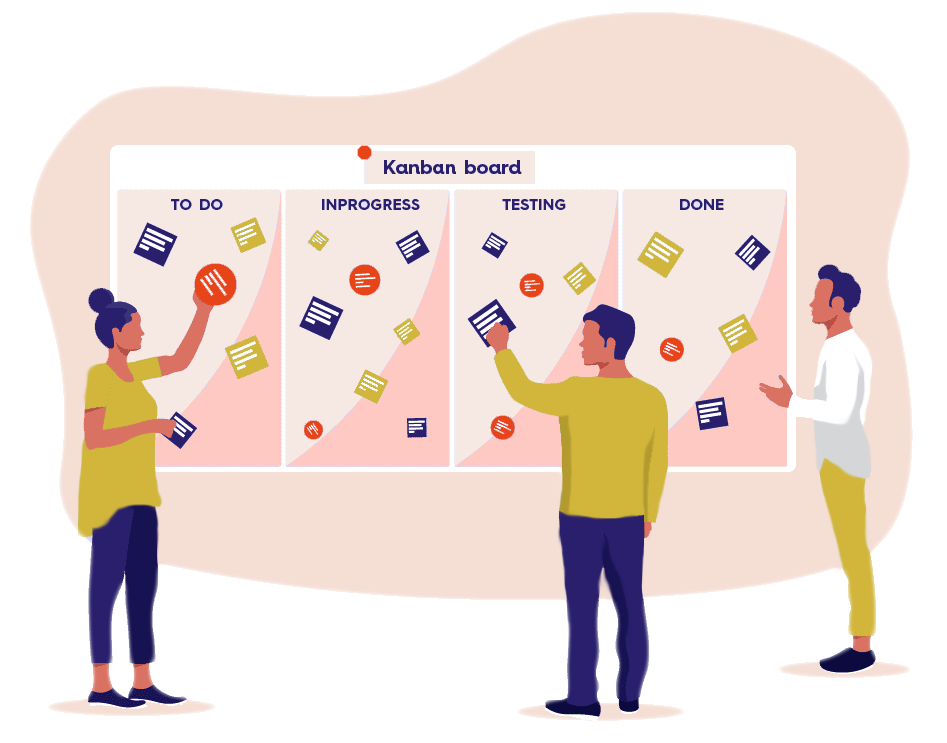 Kanban board
TO DO
INPROGRESS
TESTING
DONE